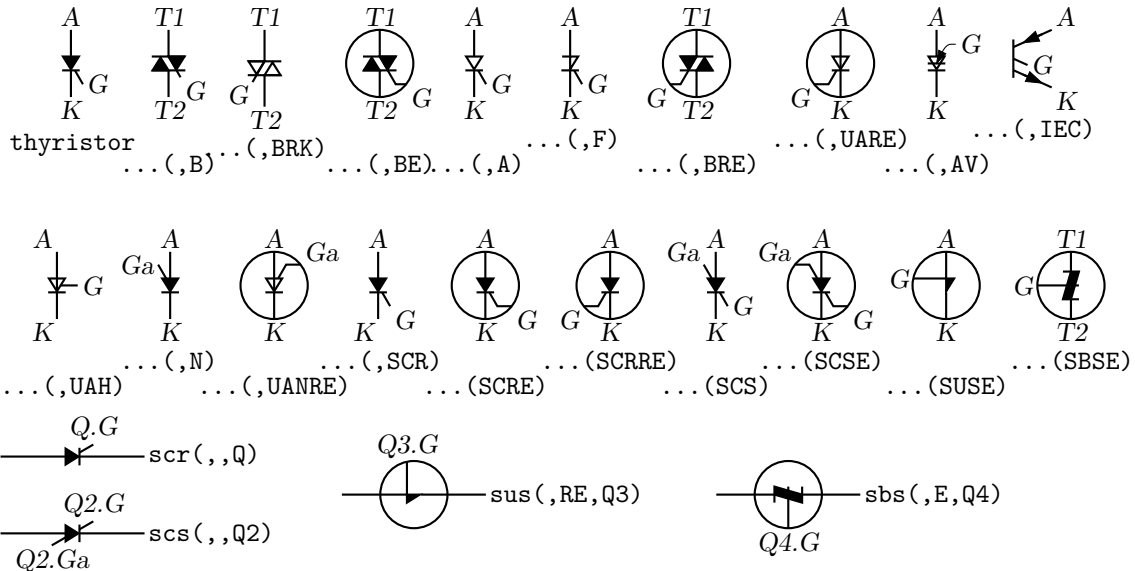 A T1 T1 T1 A A T1 A A A
G G G G G G G G G G
K T2 T2 T2 K K T2 K K K
thyristor ...(,B) ...(,BRK) ...(,BE) ...(,A) ...(,F) ...(,BRE) ...(,UARE) ...(,AV) ...(,IEC)
A A A A A A A A A T1
G Ga Ga G G G Ga G Ga G G G
K K K K K K K K K T2
...(,UAH) ...(,N) ...(,UANRE) ...(,SCR) ...(SCRE) ...(SCRRE) ...(SCS) ...(SCSE) ...(SUSE) ...(SBSE)
Q.G
scr(,,Q)
Q3.G
sus(,RE,Q3)
sbs(,E,Q4)
Q4.G
Q2.G
scs(,,Q2)
Q2.Ga